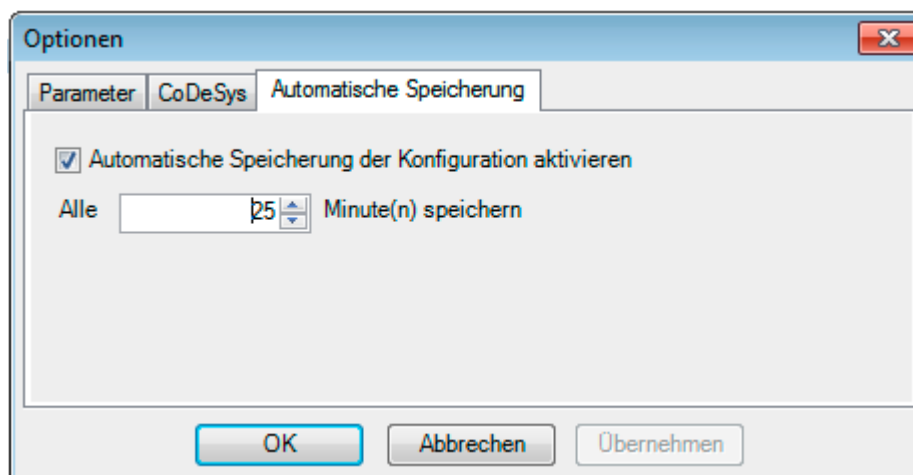 Optionen
Parameter CoDeSys Automatische Speicherung
Automatische Speicherung der Konfiguration aktivieren
Alle 25 Minute(n) speichern
OK Abbrechen Übernehmen